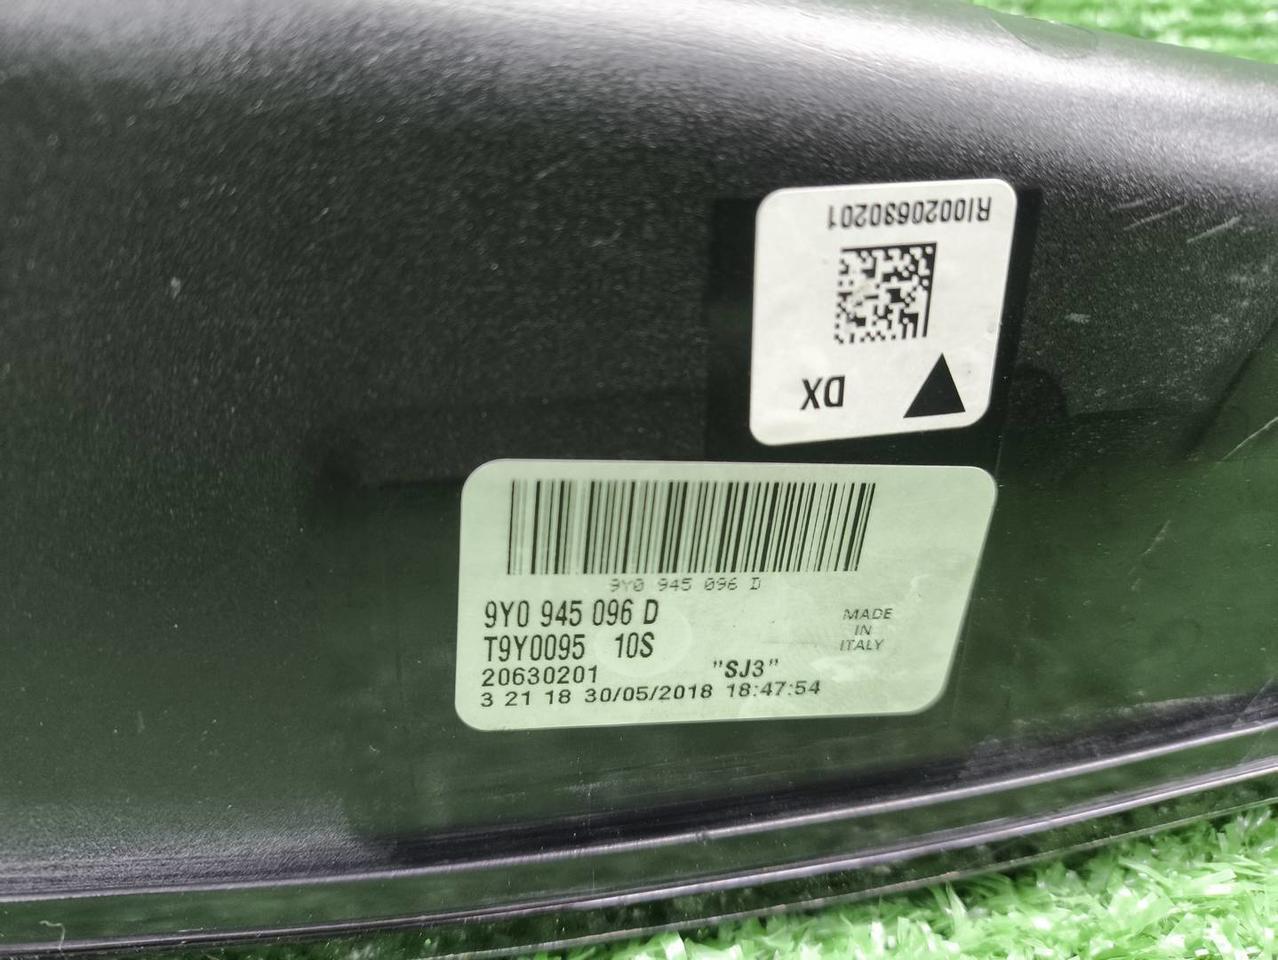 RI0020630201
DX
9Y0 945 096 D
9Y0 945 096 D
T9Y0095 10S
20630201 "SJ3"
3 21 18 30/05/2018 18:47:54
MADE
IN
ITALY